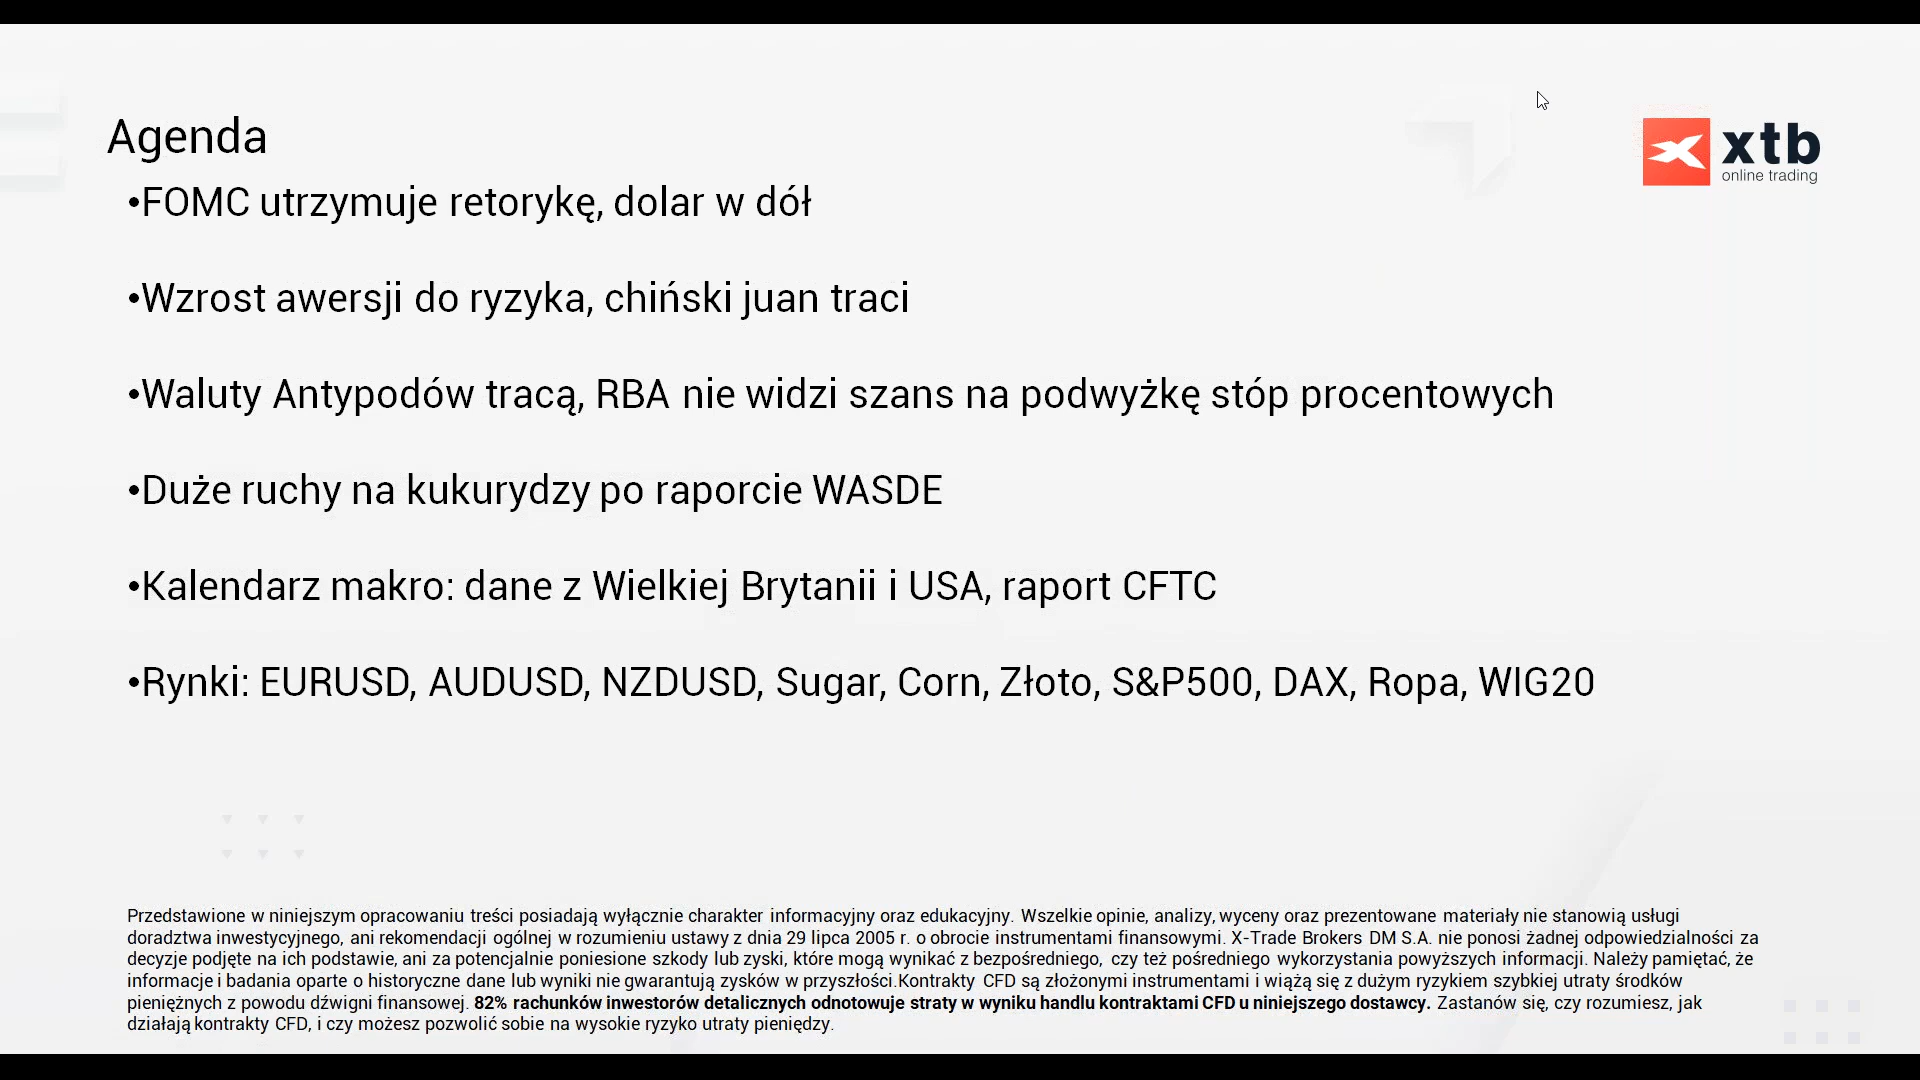 Agenda
xtb
online trading
•FOMC utrzymuje retorykę, dolar w dół
•Wzrost awersji do ryzyka, chiński juan traci
•Waluty Antypodów tracą, RBA nie widzi szans na podwyżkę stóp procentowych
•Duże ruchy na kukurydzy po raporcie WASDE
•Kalendarz makro: dane z Wielkiej Brytanii i USA, raport CFTC
•Rynki: EURUSD, AUDUSD, NZDUSD, Sugar, Corn, Złoto, S&P500, DAX, Ropa, WIG20
Przedstawione w niniejszym opracowaniu treści posiadają wyłącznie charakter informacyjny oraz edukacyjny. Wszelkie opinie, analizy, wyceny oraz prezentowane materiały nie stanowią usługi
doradztwa inwestycyjnego, ani rekomendacji ogólnej w rozumieniu ustawy z dnia 29 lipca 2005 r. o obrocie instrumentami finansowymi. X-Trade Brokers DM S.A. nie ponosi żadnej odpowiedzialności za
decyzje podjęte na ich podstawie, ani za potencjalnie poniesione szkody lub zyski, które mogą wynikać z bezpośredniego, czy też pośredniego wykorzystania powyższych informacji. Należy pamiętać, że
informacje i badania oparte o historyczne dane lub wyniki nie gwarantują zysków w przyszłości.Kontrakty CFD są złożonymi instrumentami i wiążą się z dużym ryzykiem szybkiej utraty środków
pieniężnych z powodu dźwigni finansowej. 82% rachunków inwestorów detalicznych odnotowuje straty w wyniku handlu kontraktami CFD u niniejszego dostawcy. Zastanów się, czy rozumiesz, jak
działają kontrakty CFD, i czy możesz pozwolić sobie na wysokie ryzyko utraty pieniędzy.